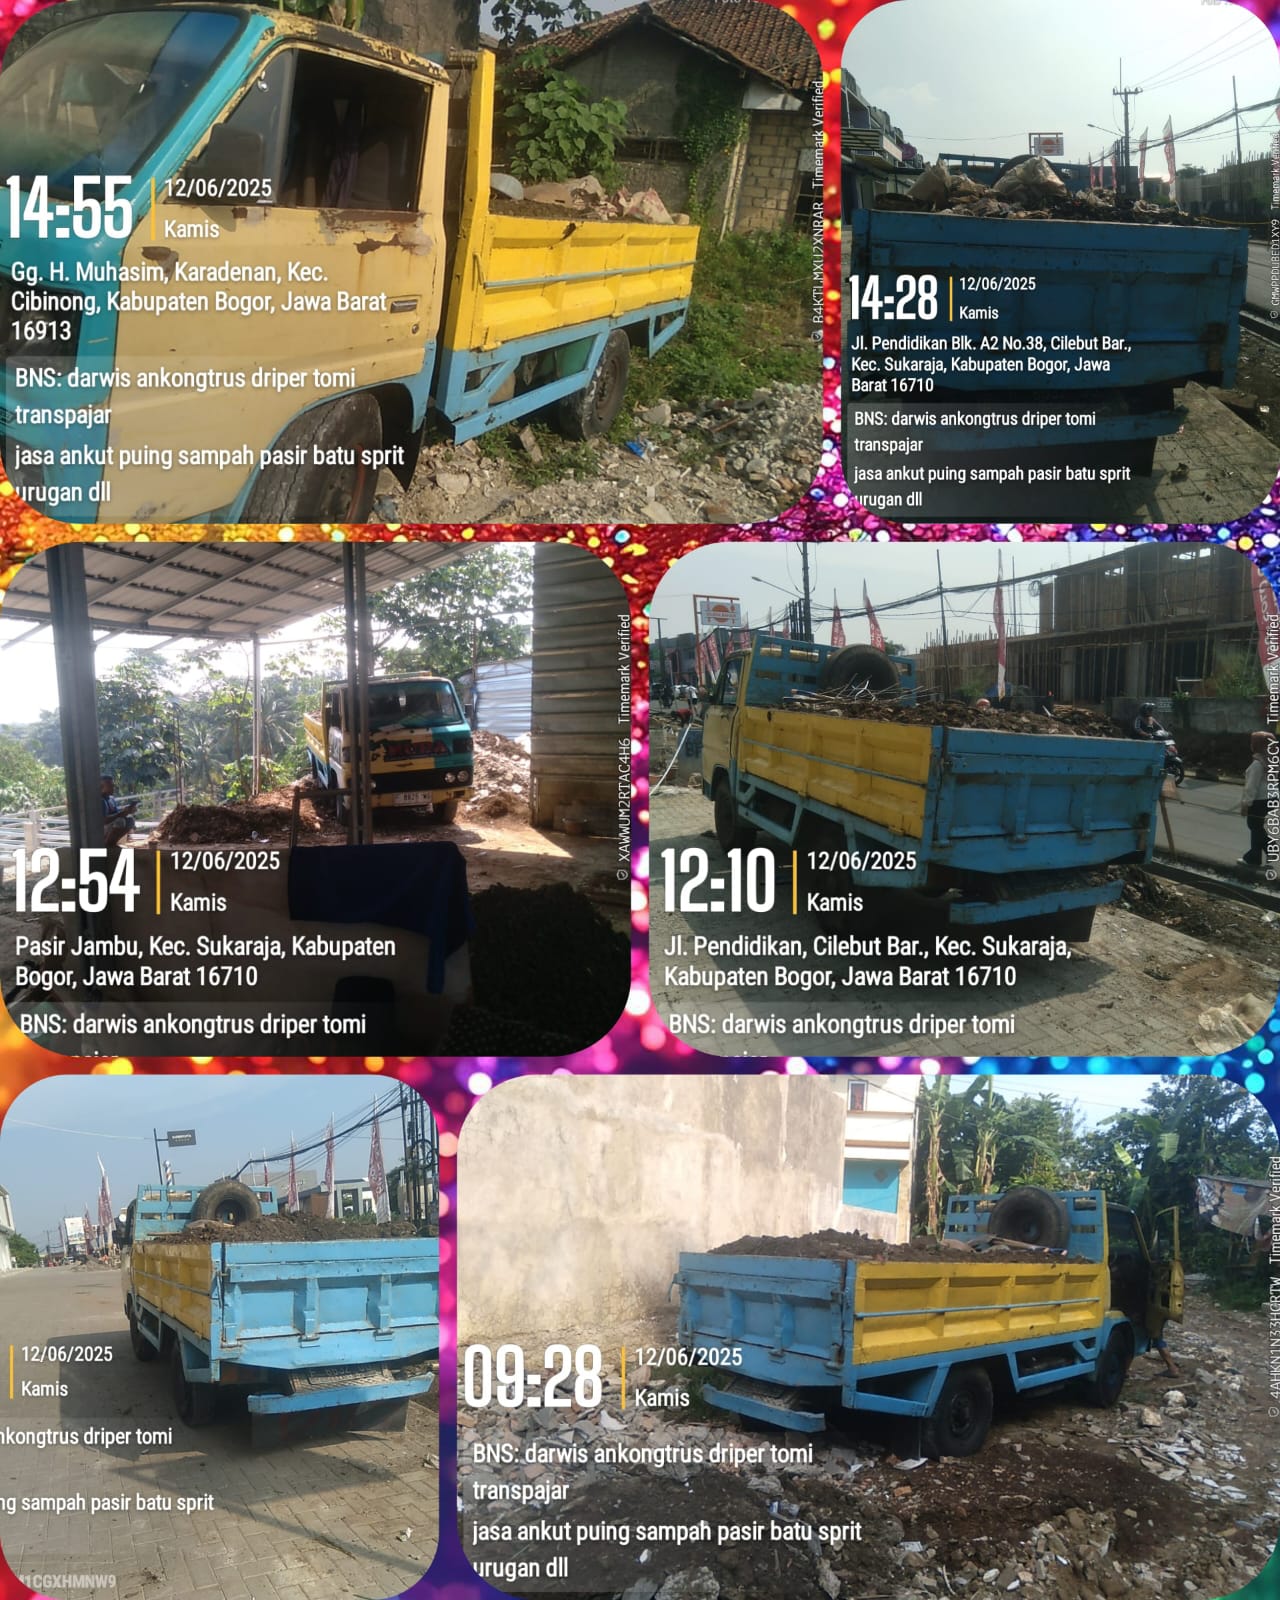 14:55
12/06/2025
Kamis
Gg. H. Muhasim, Karadenan, Kec.
Cibinong, Kabupaten Bogor, Jawa Barat
16913
BNS: darwis ankongtrus driper tomi
transpajar
jasa ankut puing sampah pasir batu sprit
urugan dll
B4KTLMXU2XNRAR Timemark Verified
14:28
12/06/2025
Kamis
Jl. Pendidikan Blk. A2 No.38, Cilebut Bar.,
Kec. Sukaraja, Kabupaten Bogor, Jawa
Barat 16710
BNS: darwis ankongtrus driper tomi
transpajar
jasa ankut puing sampah pasir batu sprit
urugan dll
Timemark Verified
12:54
12/06/2025
Kamis
Pasir Jambu, Kec. Sukaraja, Kabupaten
Bogor, Jawa Barat 16710
BNS: darwis ankongtrus driper tomi
XAWWUM2RTAC4H6 Timemark Verified
12:10
12/06/2025
Kamis
Jl. Pendidikan, Cilebut Bar., Kec. Sukaraja,
Kabupaten Bogor, Jawa Barat 16710
BNS: darwis ankongtrus driper tomi
UBY6BAB3RPM6CY Timemark Verified
12/06/2025
Kamis
nkongtrus driper tomi
ng sampah pasir batu sprit
1CGXHMNW9
09:28
12/06/2025
Kamis
BNS: darwis ankongtrus driper tomi
transpajar
jasa ankut puing sampah pasir batu sprit
urugan dll
4AHKN1N33HCRTW Timemark Verified